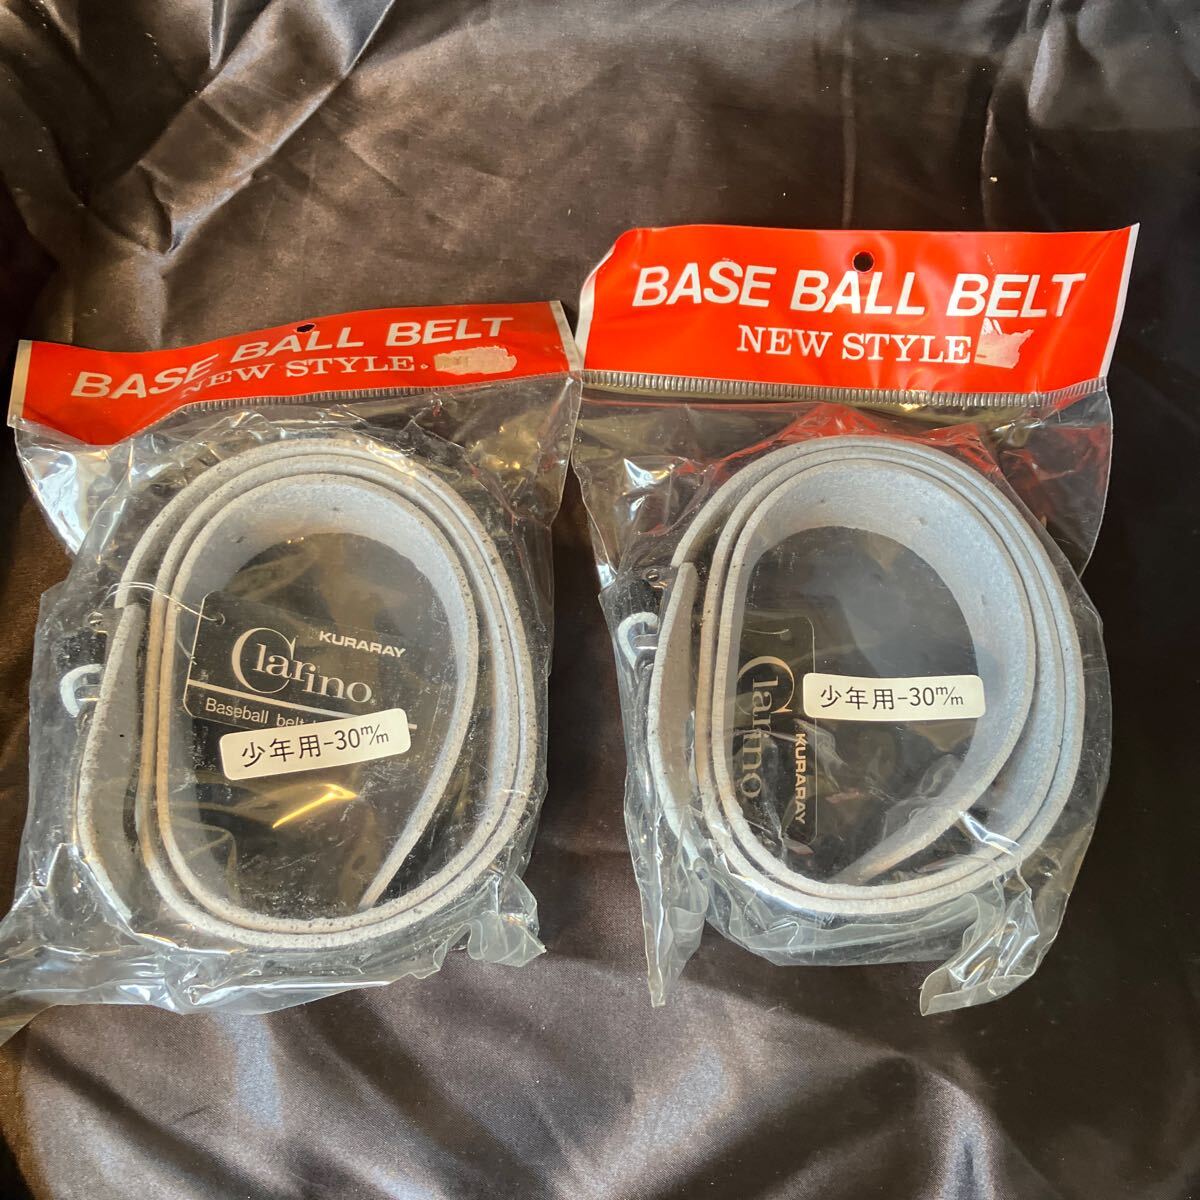 BASE BALL BELT
NEW STYLE.
KURARAY
Clarino®
Baseball belt
少年用-30m/m
BASE BALL BELT
NEW STYLE
少年用-30m/m
Clarino
KURARAY